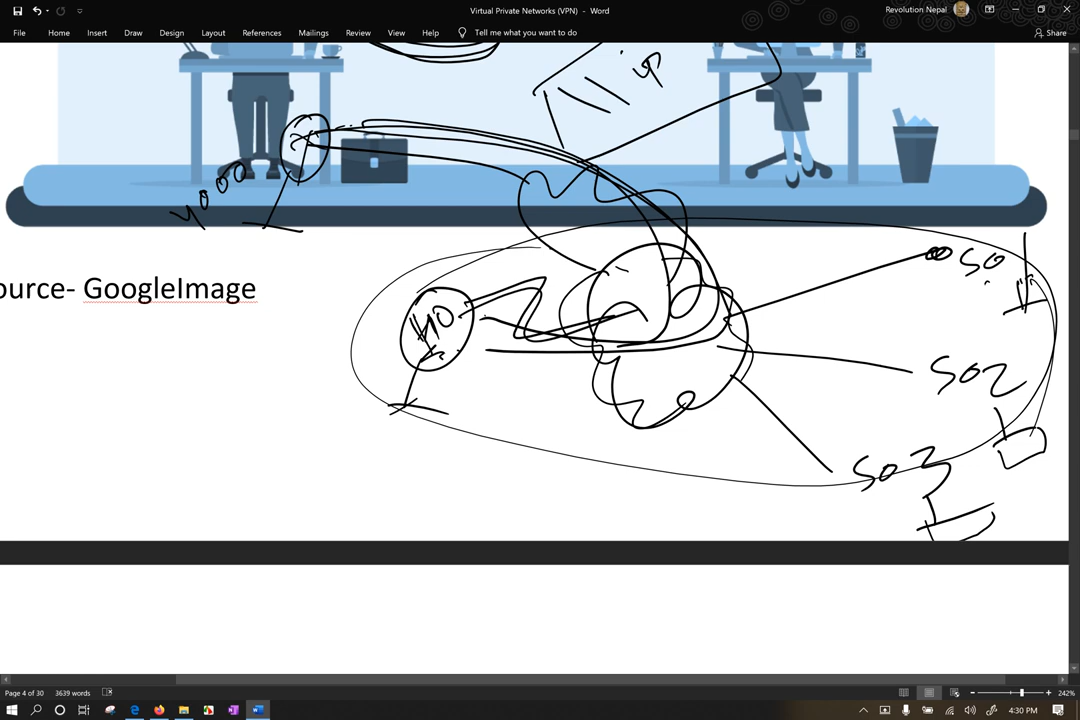 Virtual Private Networks (VPN) - Word
Revolution Nepal
File Home Insert Draw Design Layout References Mailings Review View Help Tell me what you want to do Share
ource- GoogleImage
HO
SO
SO2
SO3
Page 4 of 30 3639 words 242%
4:30 PM